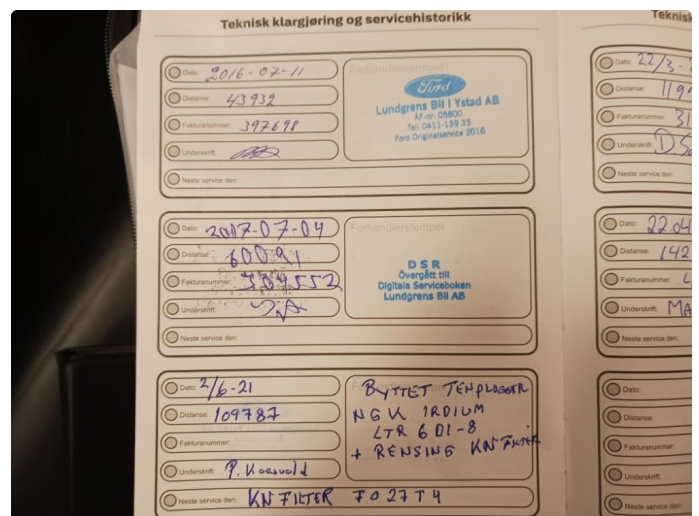 Teknisk klargjøring og servicehistorikk
Dato: 2016-07-11
Distanse: 43932
Fakturanummer: 397698
Underskrift:
Neste service den:
Forhandlerstempel
Ford
Lundgrens Bil I Ystad AB
ÅF-nr: 05800
Tel: 0411-139 35
Ford Originalservice 2016
Dato: 2017-07-04
Distanse: 60091
Fakturanummer: 409552
Underskrift:
Neste service den:
Forhandlerstempel
DSR
Övergått till
Digitala Serviceboken
Lundgrens Bil AB
Dato: 2/6-21
Distanse: 109787
Fakturanummer:
Underskrift: P. Kaasvold
Neste service den: KN FILTER F027T4
BYTTET TENPLUGGER
NGK IRDIUM
LTR 6DI-8
+ RENSING KN FILTER
Teknisk
Dato: 22/3-
Distanse: 119
Fakturanummer: 31
Underskrift:
Neste service den:
Dato: 22.04
Distanse: 142
Fakturanummer: L
Underskrift: MA
Neste service den:
Dato:
Distanse:
Fakturanummer:
Underskrift:
Neste service den: